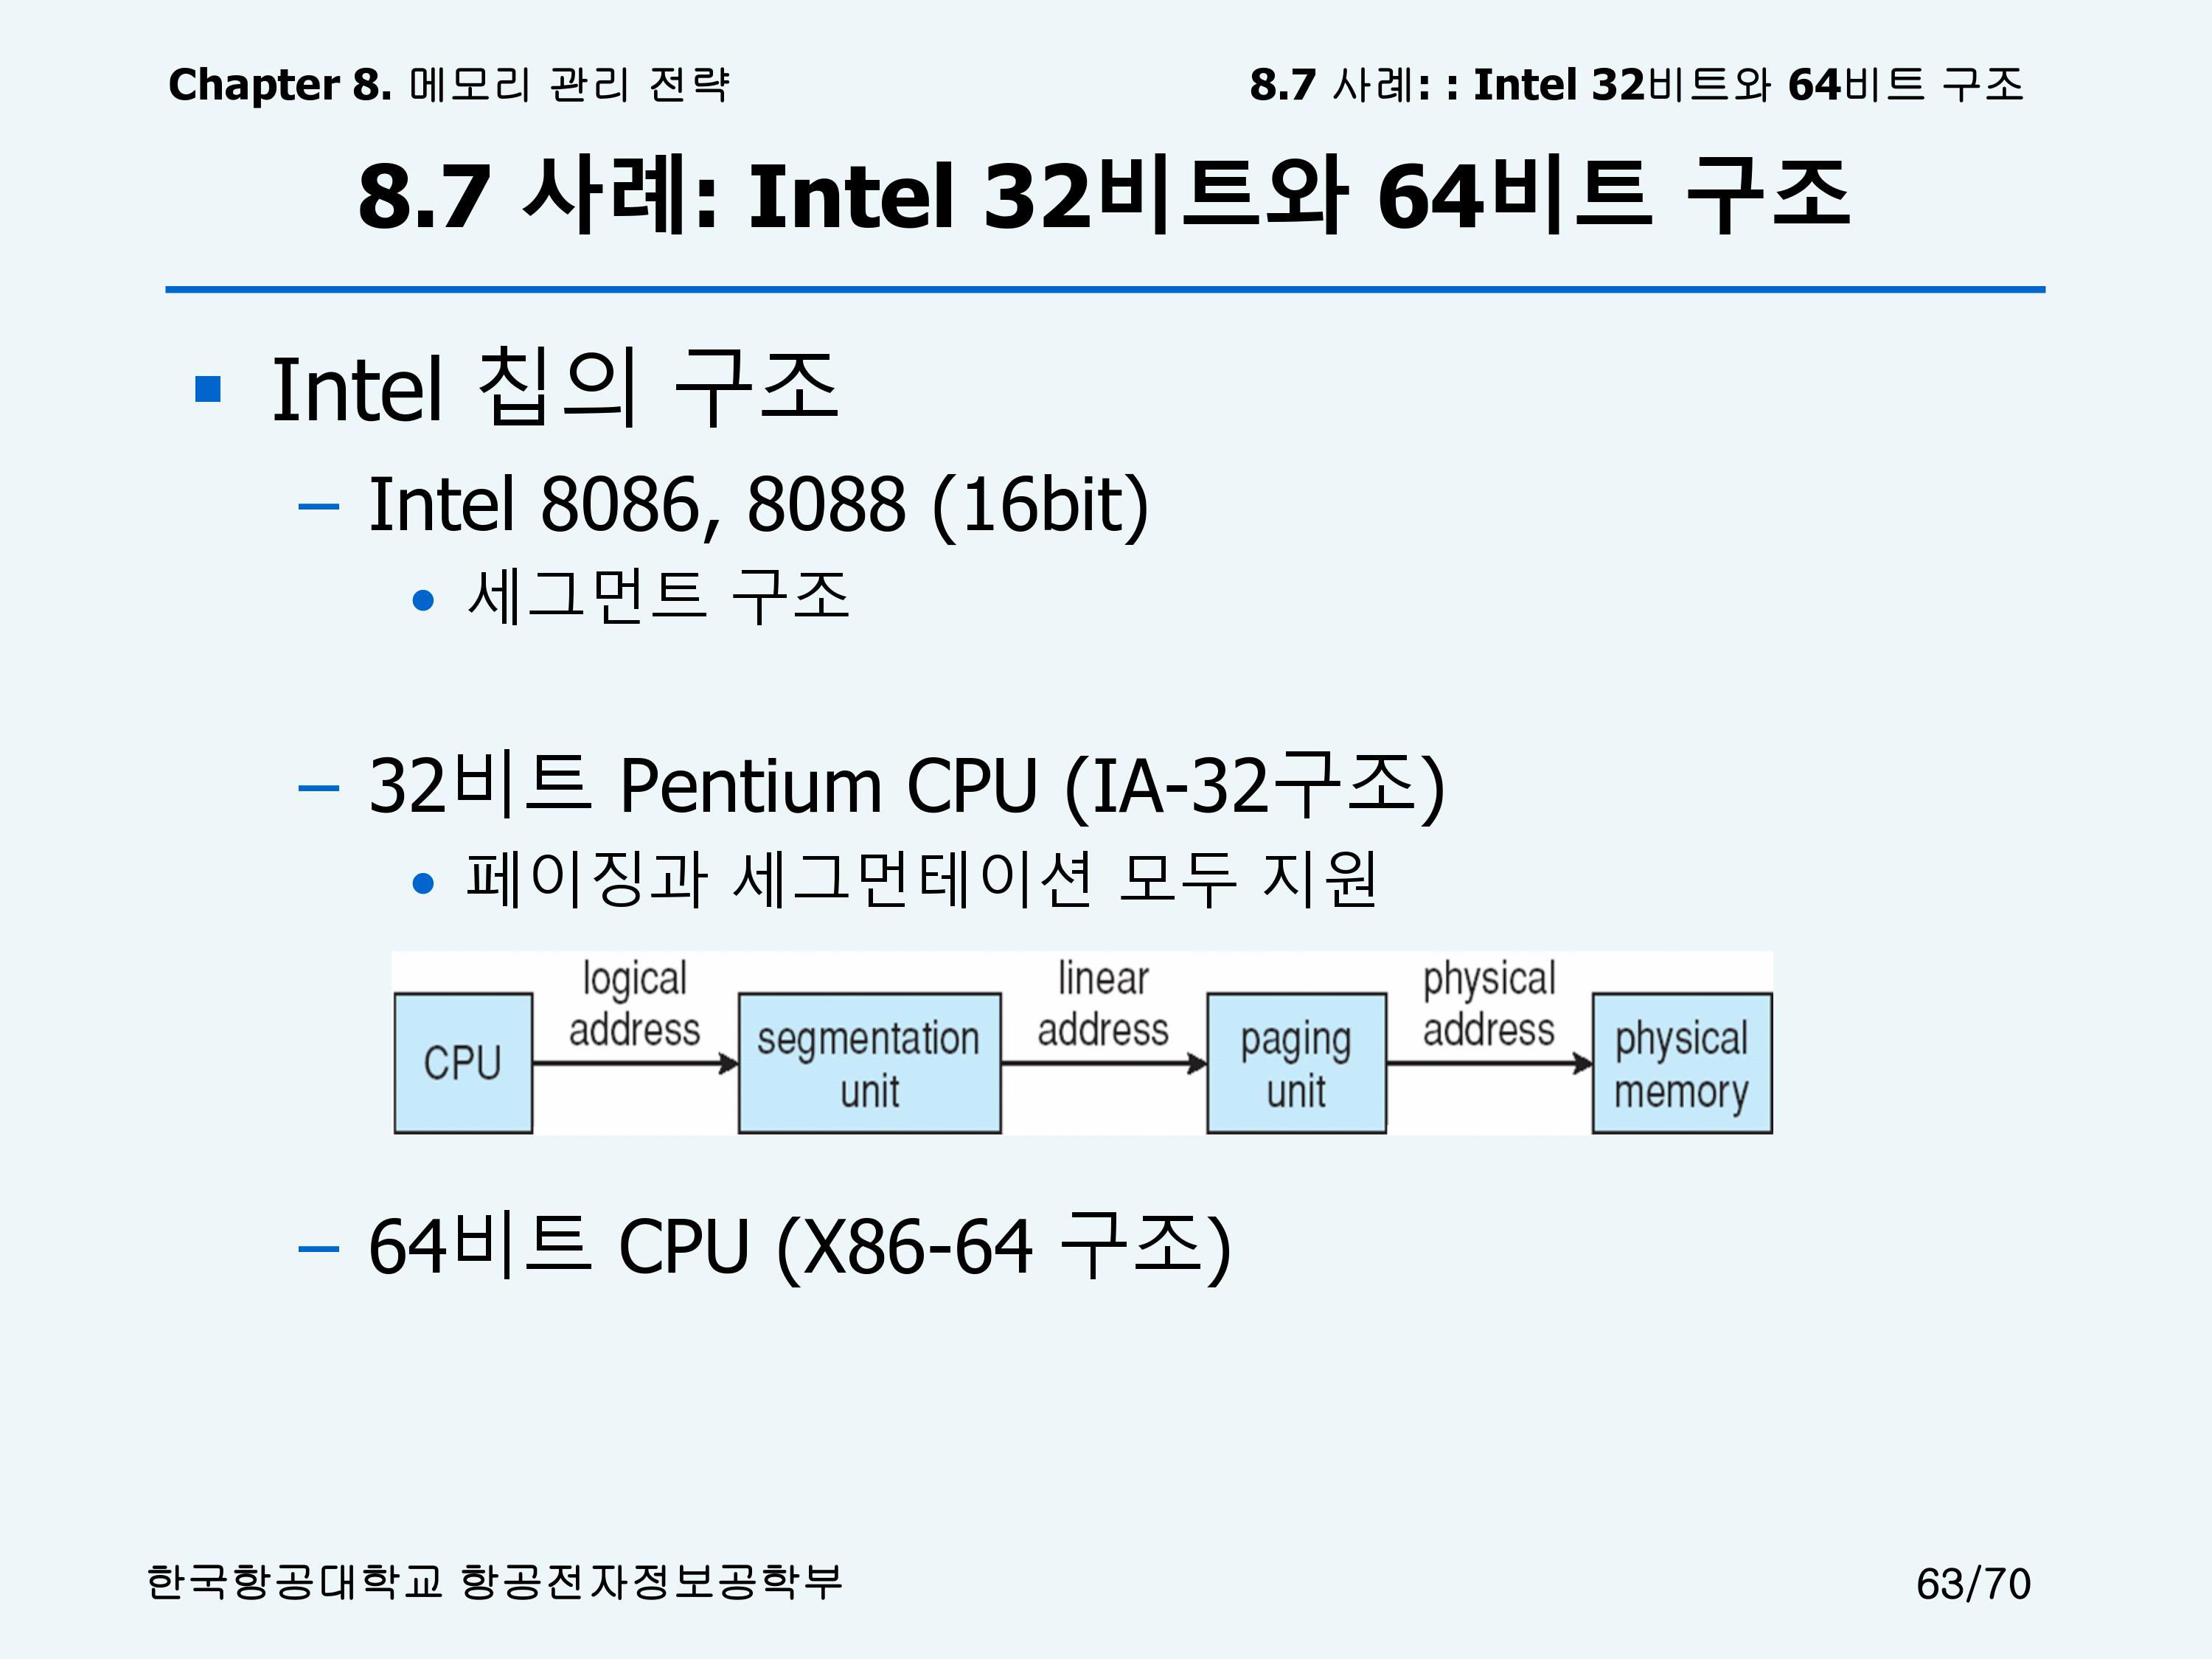 Chapter 8. 메모리 관리 전략
8.7 사례: : Intel 32비트와 64비트 구조
8.7 사례: Intel 32비트와 64비트 구조
Intel 칩의 구조
– Intel 8086, 8088 (16bit)
• 세그먼트 구조
– 32비트 Pentium CPU (IA-32구조)
• 페이징과 세그먼테이션 모두 지원
CPU
logical
address
segmentation
unit
linear
address
paging
unit
physical
address
physical
memory
– 64비트 CPU (X86-64 구조)
한국항공대학교 항공전자정보공학부
63/70